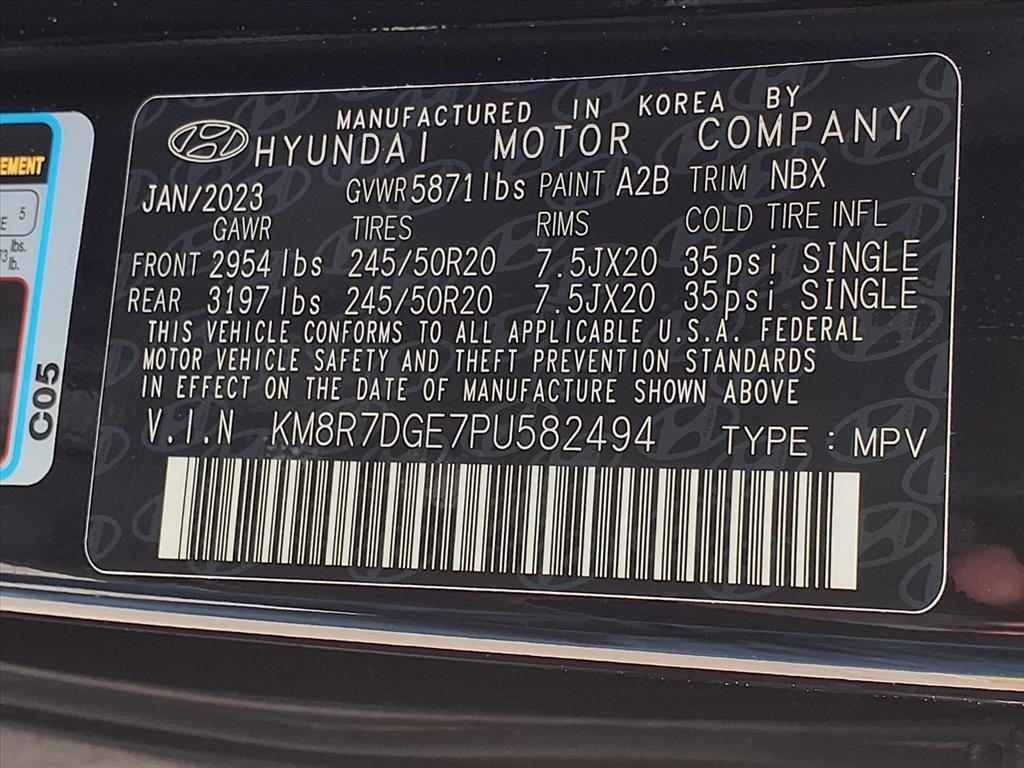 MANUFACTURED IN KOREA BY
HYUNDAI MOTOR COMPANY
JAN/2023 GVWR 5871lbs PAINT A2B TRIM NBX
GAWR TIRES RIMS COLD TIRE INFL
FRONT 2954 lbs 245/50R20 7.5JX20 35psi SINGLE
REAR 3197 lbs 245/50R20 7.5JX20 35psi SINGLE
THIS VEHICLE CONFORMS TO ALL APPLICABLE U.S.A. FEDERAL
MOTOR VEHICLE SAFETY AND THEFT PREVENTION STANDARDS
IN EFFECT ON THE DATE OF MANUFACTURE SHOWN ABOVE
V.I.N KM8R7DGE7PU582494 TYPE : MPV
5
lbs.
lb.
C05